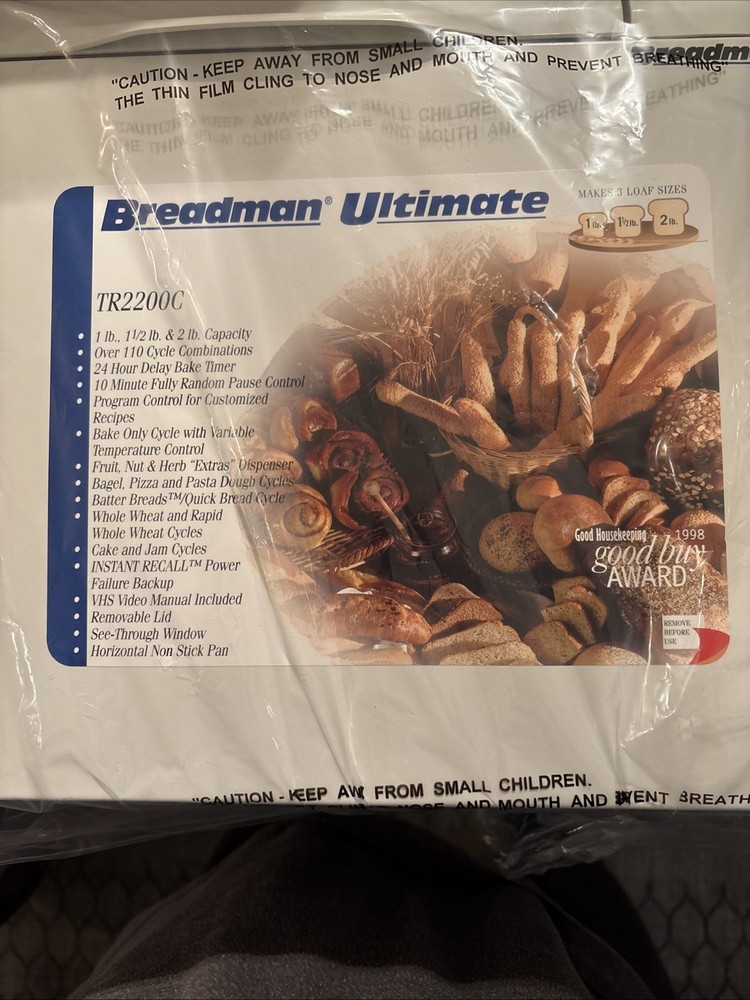 "CAUTION - KEEP AWAY FROM SMALL CHILDREN.
THE THIN FILM CLING TO NOSE AND MOUTH AND PREVENT BREATHING"
Breadman® Ultimate
MAKES 3 LOAF SIZES
1 lb. 1½ lb. 2 lb.
TR2200C
• 1 lb., 1 1/2 lb. & 2 lb. Capacity
• Over 110 Cycle Combinations
• 24 Hour Delay Bake Timer
• 10 Minute Fully Random Pause Control
• Program Control for Customized
Recipes
• Bake Only Cycle with Variable
Temperature Control
• Fruit, Nut & Herb "Extras" Dispenser
• Bagel, Pizza and Pasta Dough Cycles
• Batter Breads™/Quick Bread Cycle
• Whole Wheat and Rapid
Whole Wheat Cycles
• Cake and Jam Cycles
• INSTANT RECALL™ Power
Failure Backup
• VHS Video Manual Included
• Removable Lid
• See-Through Window
• Horizontal Non Stick Pan
Good Housekeeping 1998
good buy
AWARD
REMOVE
BEFORE
USE
"CAUTION - KEEP FROM SMALL CHILDREN.
AND MOUTH AND